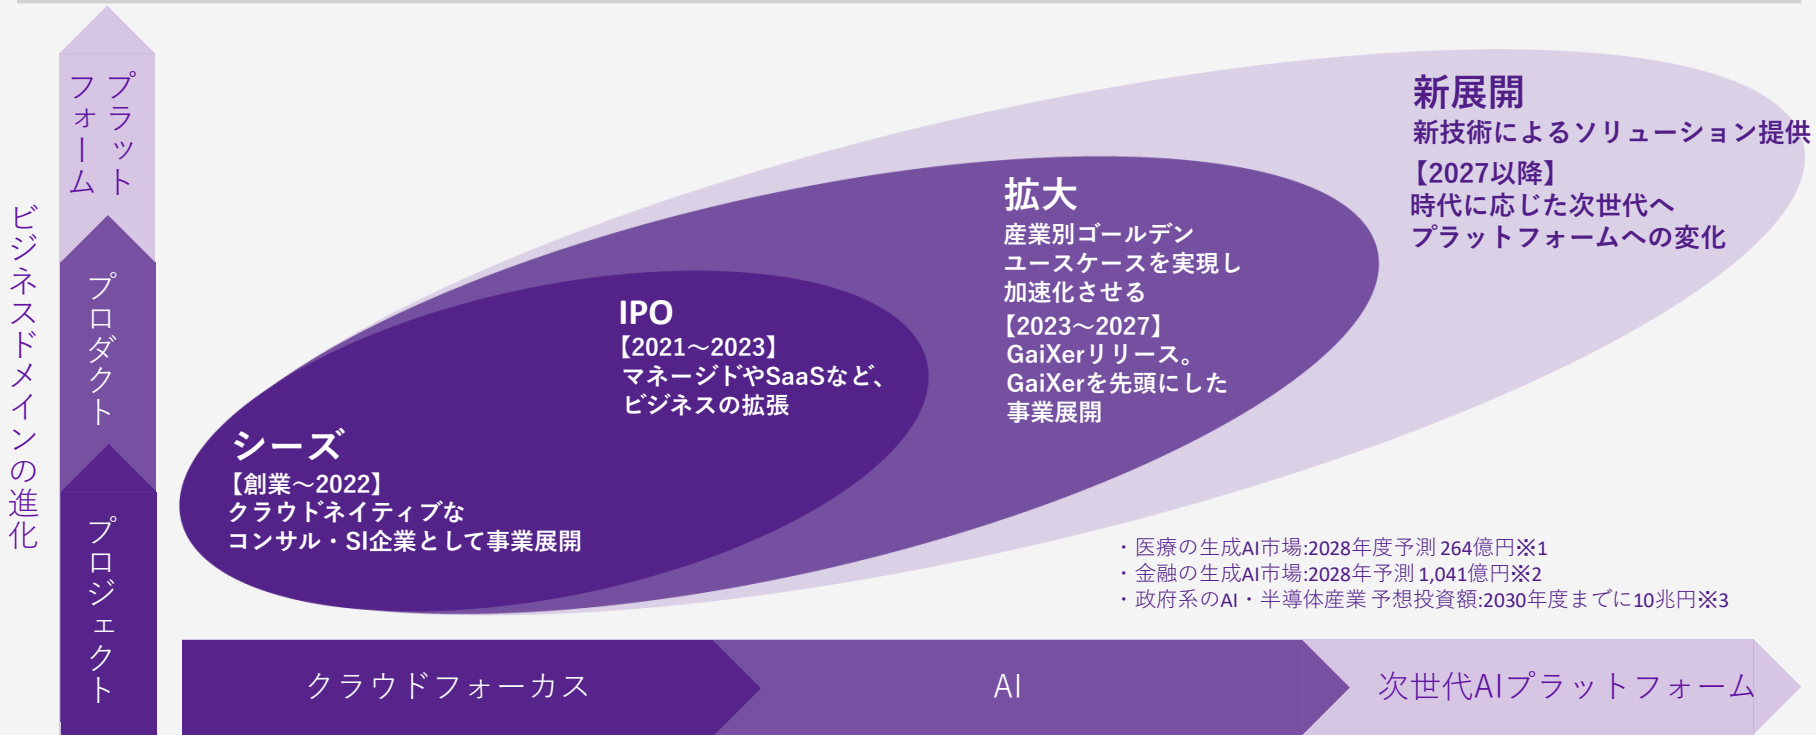 ビジネスドメインの進化
プラット
フォーム
プロダクト
プロジェクト
新展開
新技術によるソリューション提供
【2027以降】
時代に応じた次世代へ
プラットフォームへの変化
拡大
産業別ゴールデン
ユースケースを実現し
加速化させる
【2023～2027】
GaiXerリリース。
GaiXerを先頭にした
事業展開
IPO
【2021～2023】
マネージドやSaaSなど、
ビジネスの拡張
シーズ
【創業～2022】
クラウドネイティブな
コンサル・SI企業として事業展開
・医療の生成AI市場:2028年度予測 264億円※1
・金融の生成AI市場:2028年予測 1,041億円※2
・政府系のAI・半導体産業 予想投資額:2030年度までに10兆円※3
クラウドフォーカス
AI
次世代AIプラットフォーム